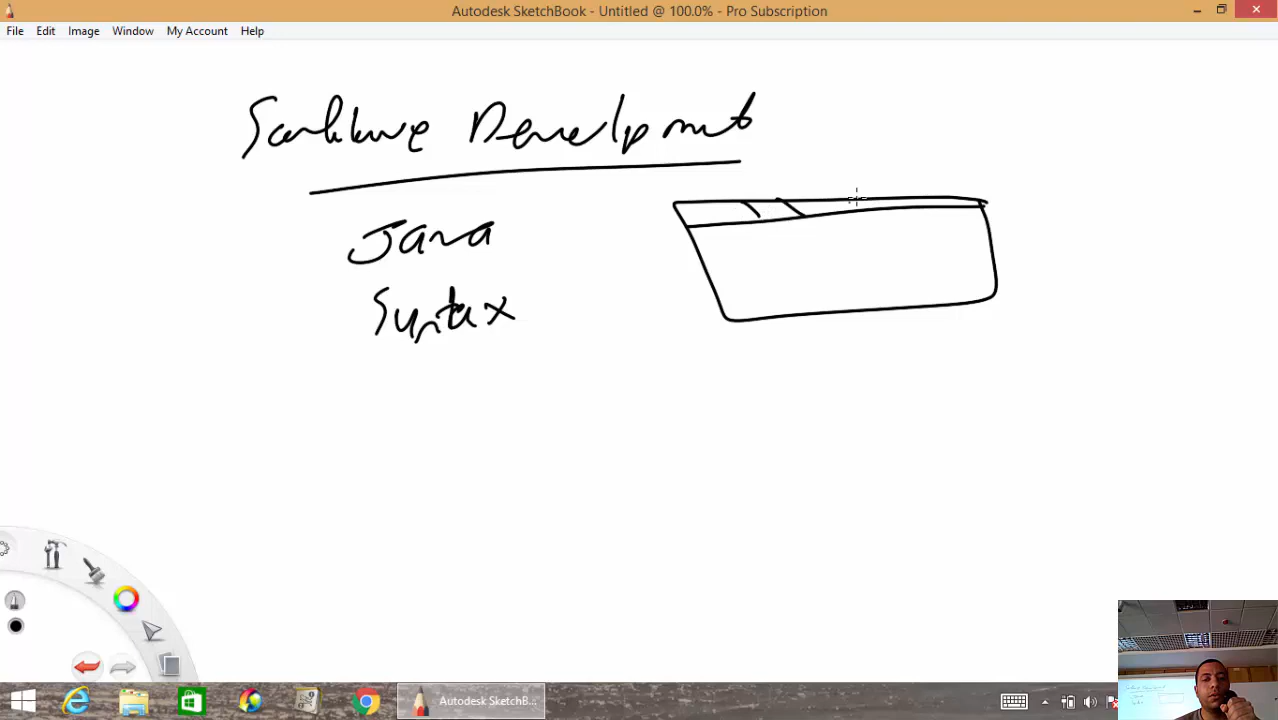 Autodesk SketchBook - Untitled @ 100.0% - Pro Subscription
File Edit Image Window My Account Help
Software Development
Java
Syntax
Autodesk SketchB...